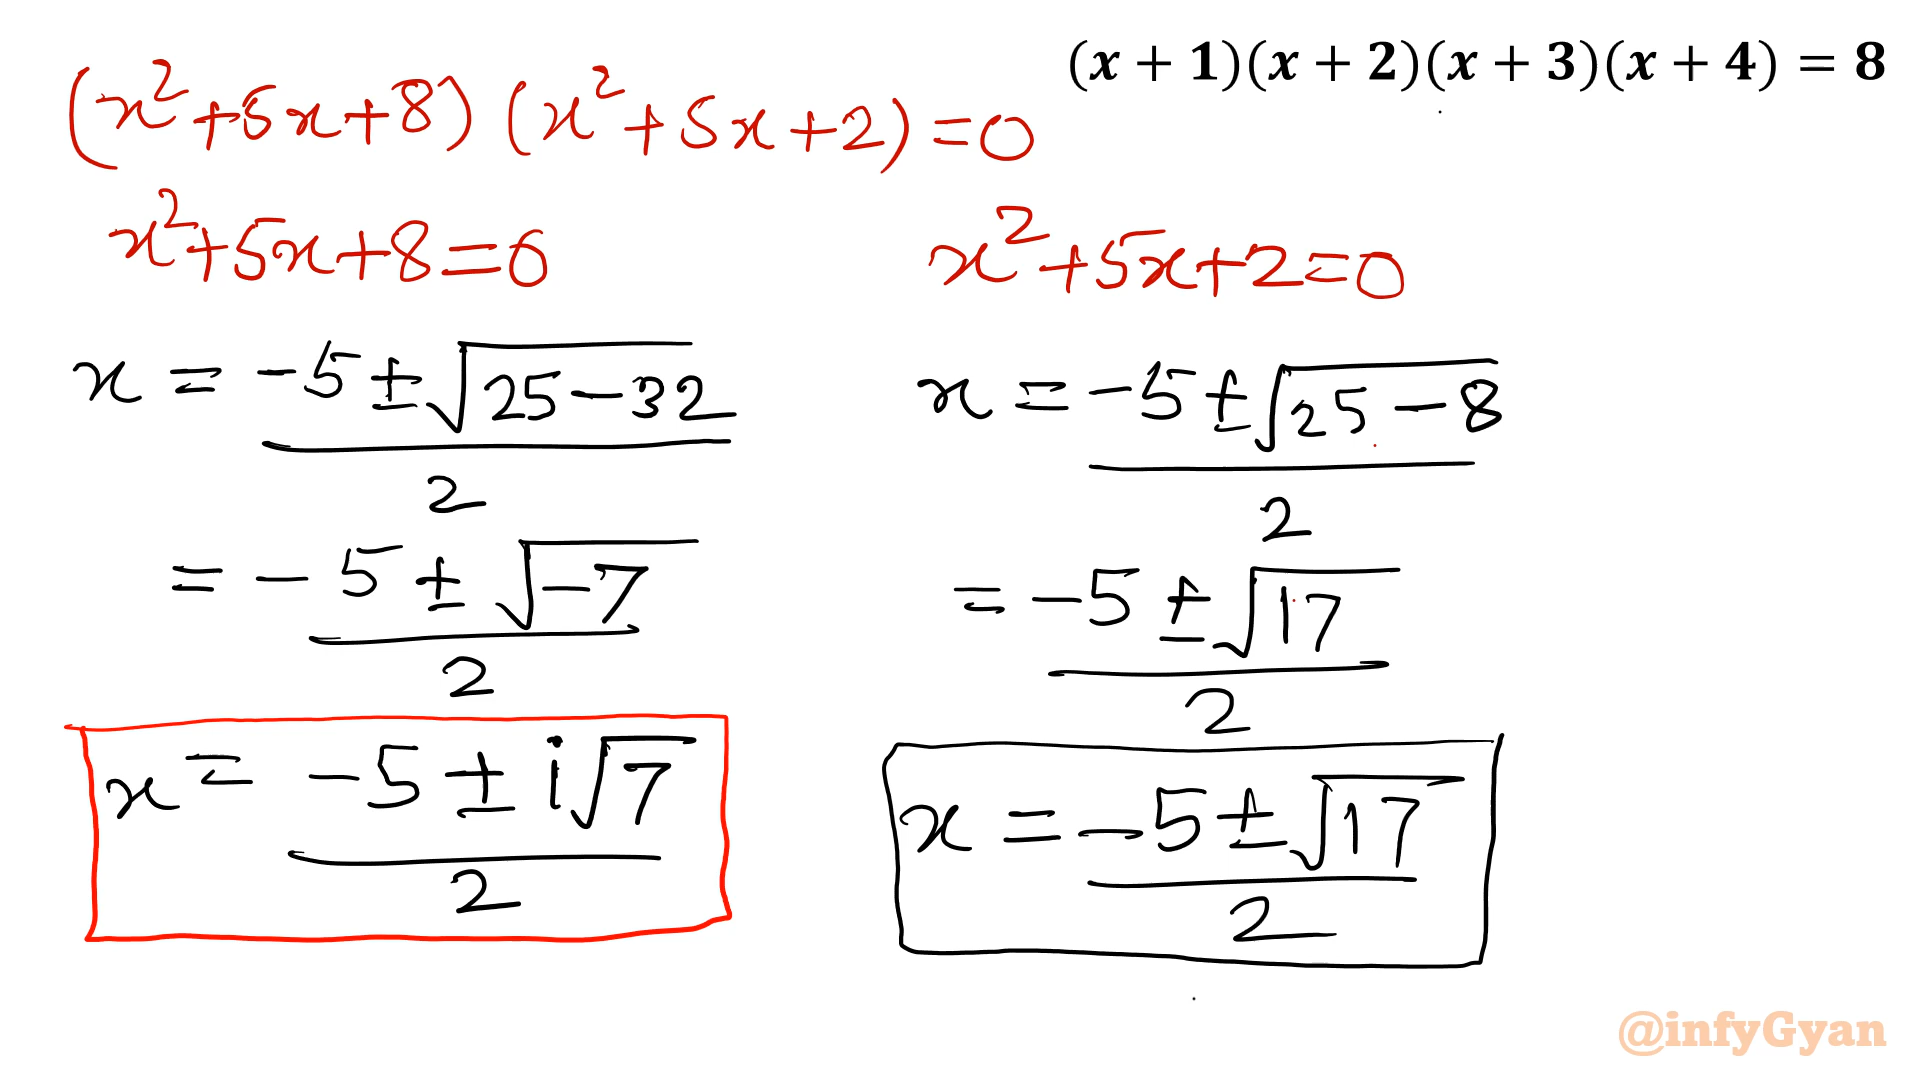 (x + 1)(x + 2)(x + 3)(x + 4) = 8
(x²+5x+8) (x²+5x+2)=0
x²+5x+8=0
x = -5±√25-32
2
= -5 ± √-7
2
x = -5 ± i√7
2
x²+5x+2=0
x = -5±√25-8
2
= -5 ± √17
2
x = -5±√17
2
@infyGyan